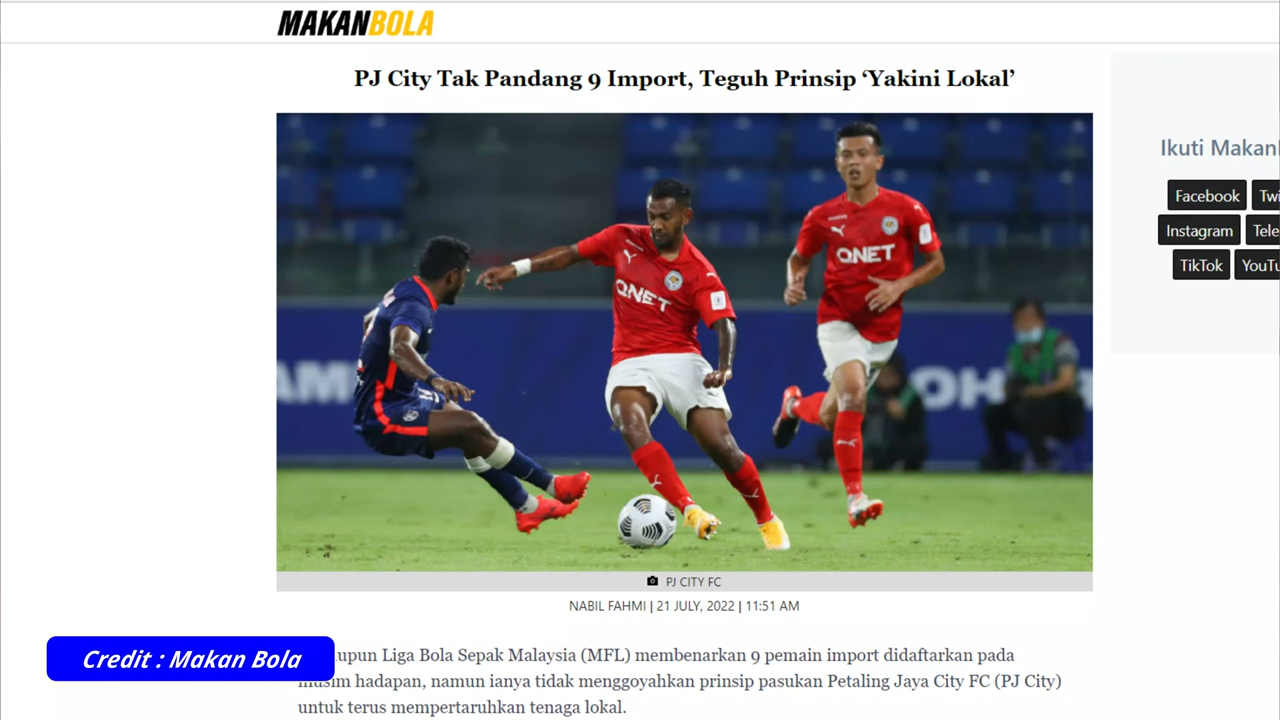 MAKANBOLA
PJ City Tak Pandang 9 Import, Teguh Prinsip ‘Yakini Lokal’
Facebook
Instagram
TikTok
QNET
QNET
PJ CITY FC
NABIL FAHMI | 21 JULY, 2022 | 11:51 AM
Credit : Makan Bola
Liga Bola Sepak Malaysia (MFL) membenarkan 9 pemain import didaftarkan pada
hadapan, namun ianya tidak menggoyahkan prinsip pasukan Petaling Jaya City FC (PJ City)
untuk terus mempertaruhkan tenaga lokal.
Ikuti